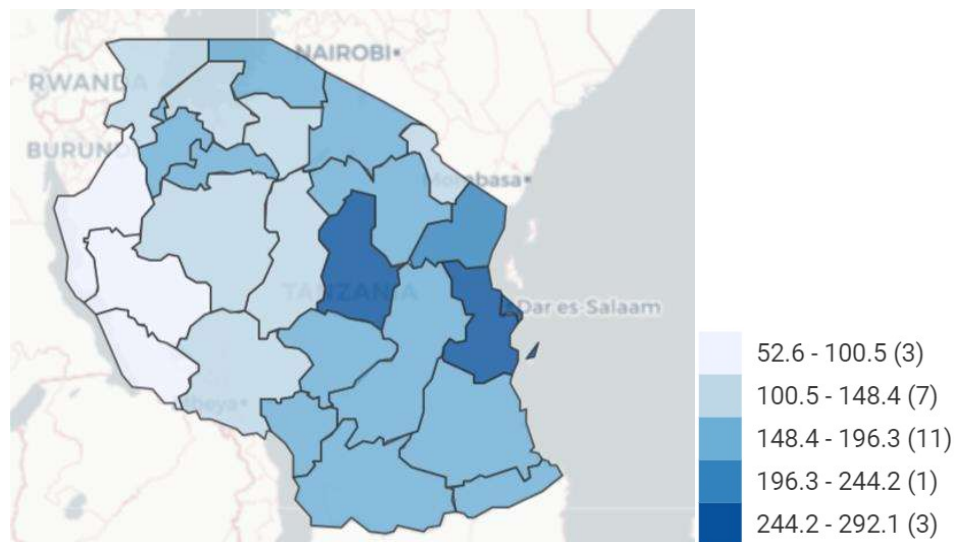 NAIROBI
RWANDA
BURUND
Mombasa
TANZANIA
Dar es-Salaam
Mbeya
52.6 - 100.5 (3)
100.5 - 148.4 (7)
148.4 - 196.3 (11)
196.3 - 244.2 (1)
244.2 - 292.1 (3)